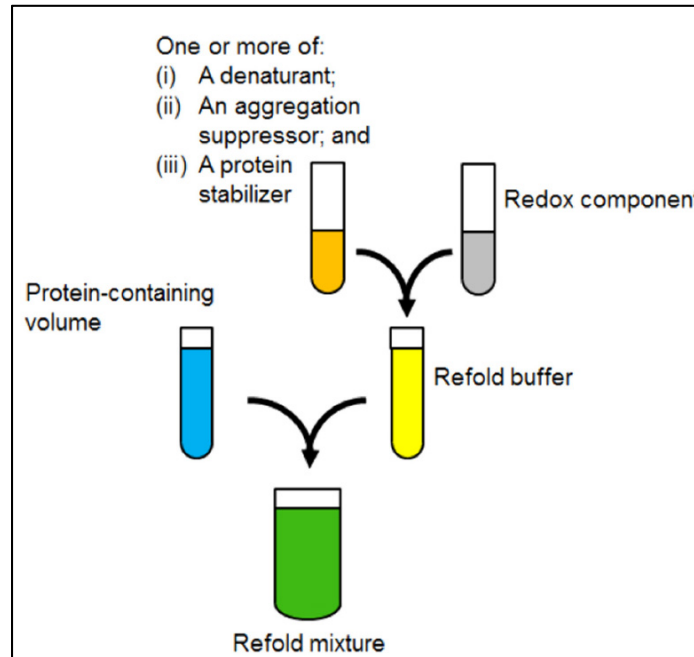 One or more of:
(i) A denaturant;
(ii) An aggregation
suppressor; and
(iii) A protein
stabilizer
Redox component
Protein-containing
volume
Refold buffer
Refold mixture